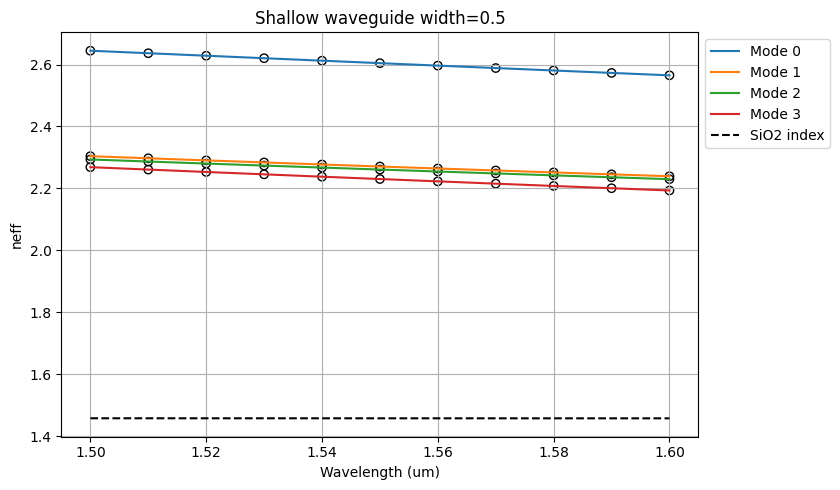 Shallow waveguide width=0.5
neff
2.6
2.4
2.2
2.0
1.8
1.6
1.4
1.50
1.52
1.54
1.56
1.58
1.60
Wavelength (um)
Mode 0
Mode 1
Mode 2
Mode 3
SiO2 index